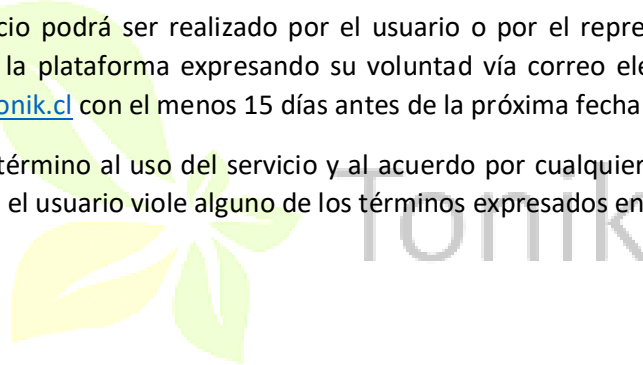 cio podrá ser realizado por el usuario o por el repre
la plataforma expresando su voluntad vía correo ele
onik.cl con el menos 15 días antes de la próxima fecha
término al uso del servicio y al acuerdo por cualquier
el usuario viole alguno de los términos expresados en
Tonik